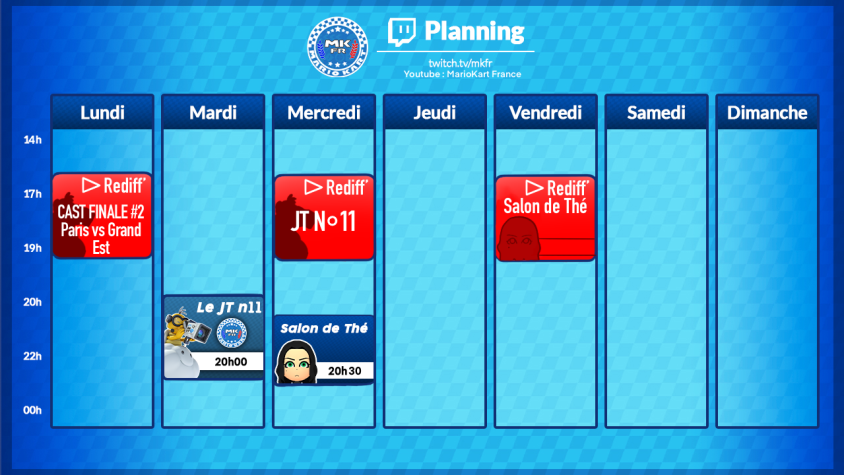 MK
FR
MARIO KART
Planning
twitch.tv/mkfr
Youtube : MarioKart France
Lundi
Mardi
Mercredi
Jeudi
Vendredi
Samedi
Dimanche
14h
17h
19h
20h
22h
00h
Rediff'
CAST FINALE #2
Paris vs Grand
Est
Le JT n11
MK
20h00
Rediff'
JT N°11
Salon de Thé
20h30
Rediff'
Salon de Thé